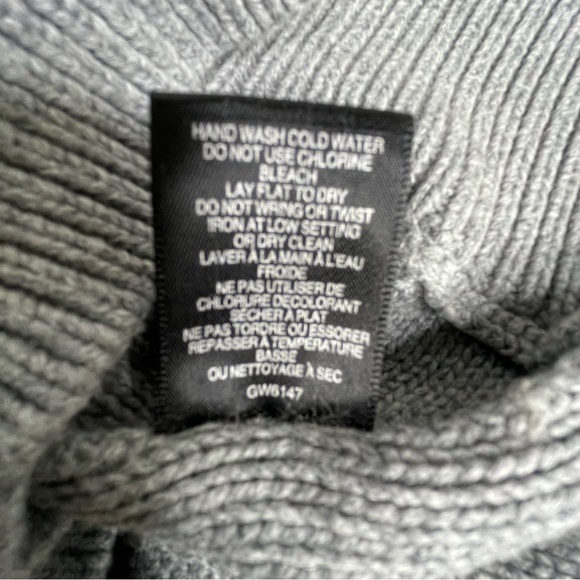 HAND WASH COLD WATER
DO NOT USE CHLORINE
BLEACH
LAY FLAT TO DRY
DO NOT WRING OR TWIST
IRON AT LOW SETTING
OR DRY CLEAN
LAVER À LA MAIN À L'EAU
FROIDE
NE PAS UTILISER DE
CHLORURE DECOLORANT
SÉCHER À PLAT
NE PAS TORDRE OU ESSORER
REPASSER À TEMPÉRATURE
BASSE
OU NETTOYAGE À SEC
GW6147